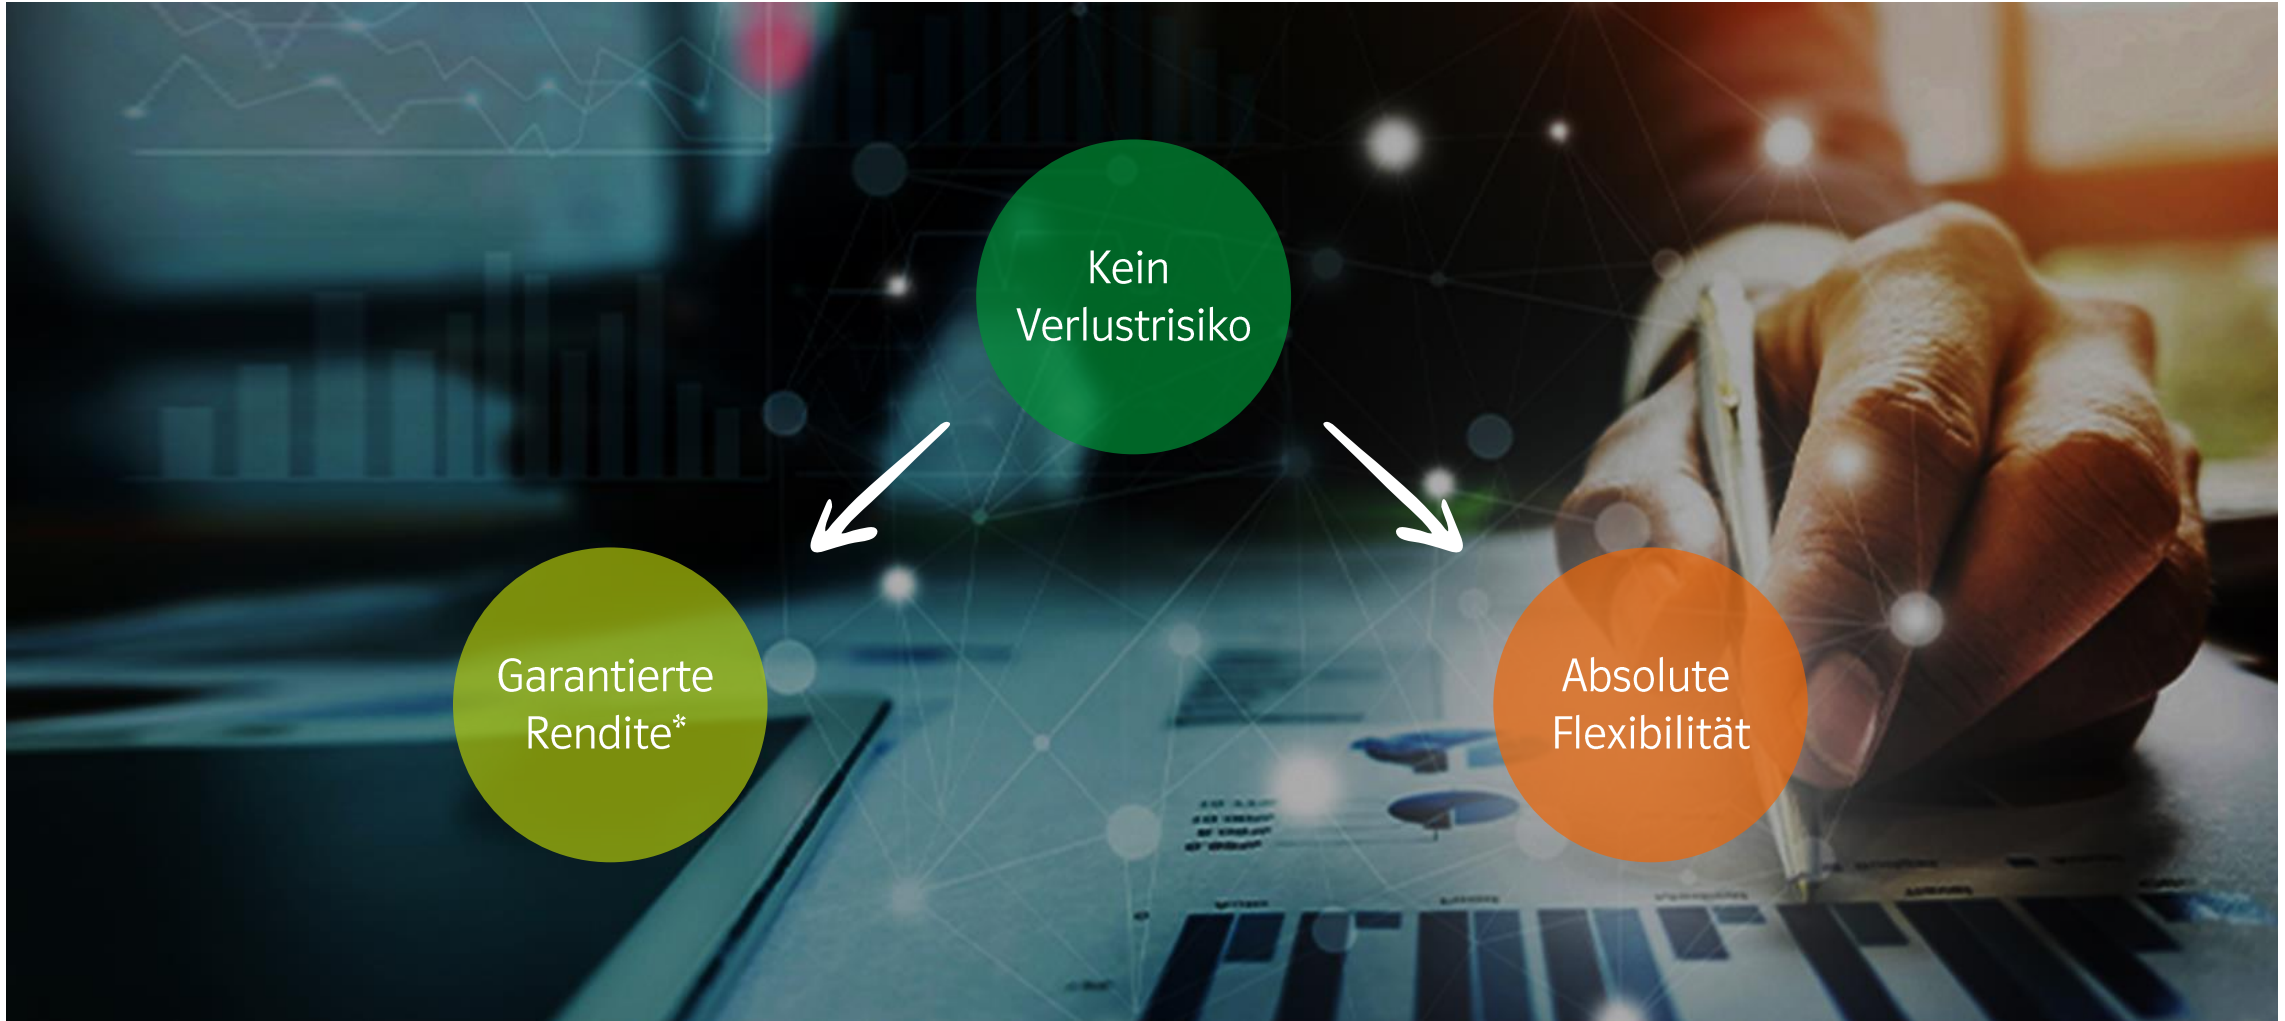 Kein
Verlustrisiko
Garantierte
Rendite*
Absolute
Flexibilität